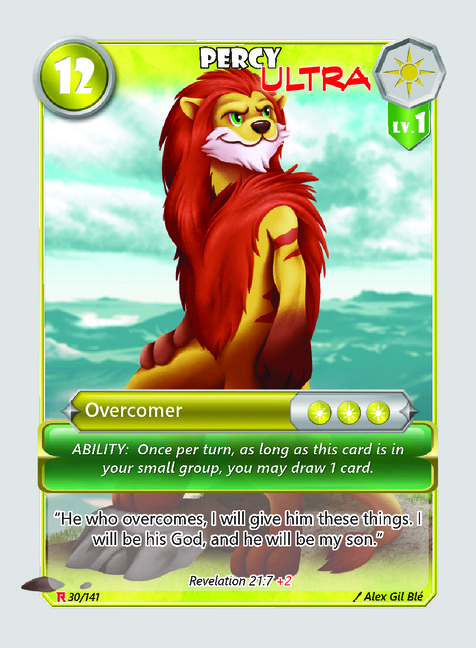 12
PERCY
ULTRA
LV.1
Overcomer
ABILITY: Once per turn, as long as this card is in
your small group, you may draw 1 card.
“He who overcomes, I will give him these things. I
will be his God, and he will be my son.”
Revelation 21:7 +2
R 30/141
Alex Gil Blé